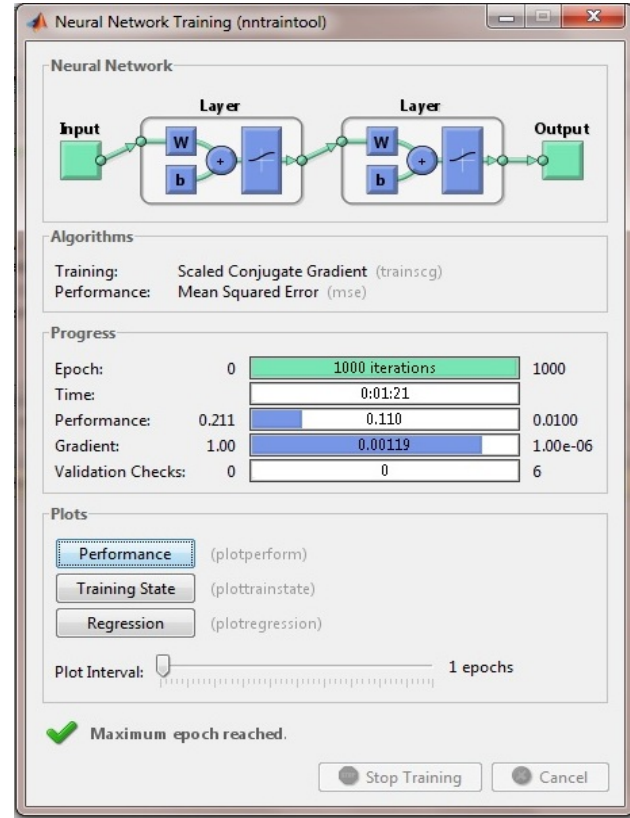 Neural Network Training (nntraintool)
Neural Network
Layer Layer
Input Output
W W
+ +
b b
Algorithms
Training: Scaled Conjugate Gradient (trainscg)
Performance: Mean Squared Error (mse)
Progress
Epoch: 0 1000 iterations 1000
Time: 0:01:21
Performance: 0.211 0.110 0.0100
Gradient: 1.00 0.00119 1.00e-06
Validation Checks: 0 0 6
Plots
Performance (plotperform)
Training State (plottrainstate)
Regression (plotregression)
Plot Interval: 1 epochs
Maximum epoch reached.
Stop Training Cancel